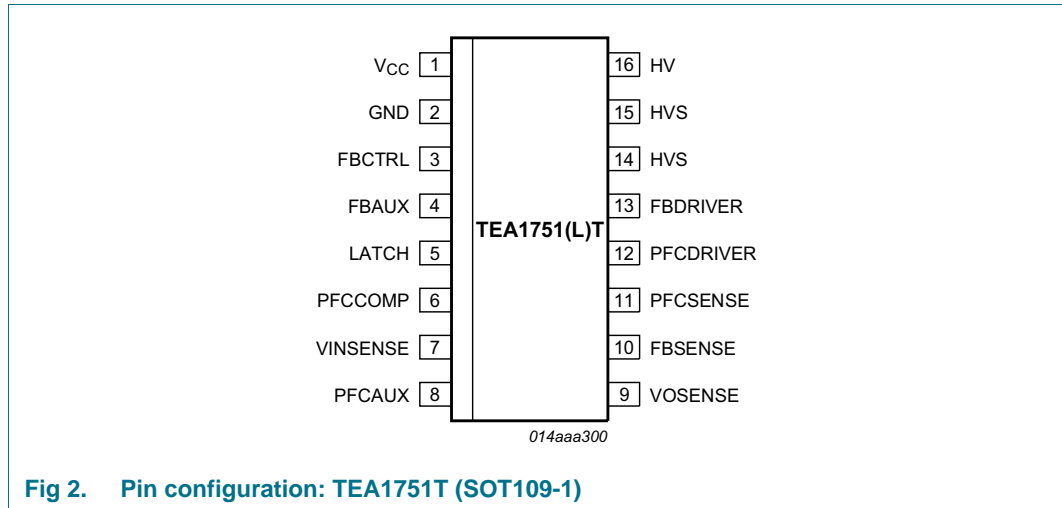 VCC 1 16 HV
GND 2 15 HVS
FBCTRL 3 14 HVS
FBAUX 4 13 FBDRIVER
TEA1751(L)T
LATCH 5 12 PFCDRIVER
PFCCOMP 6 11 PFCSENSE
VINSENSE 7 10 FBSENSE
PFCAUX 8 9 VOSENSE
014aaa300
Fig 2. Pin configuration: TEA1751T (SOT109-1)